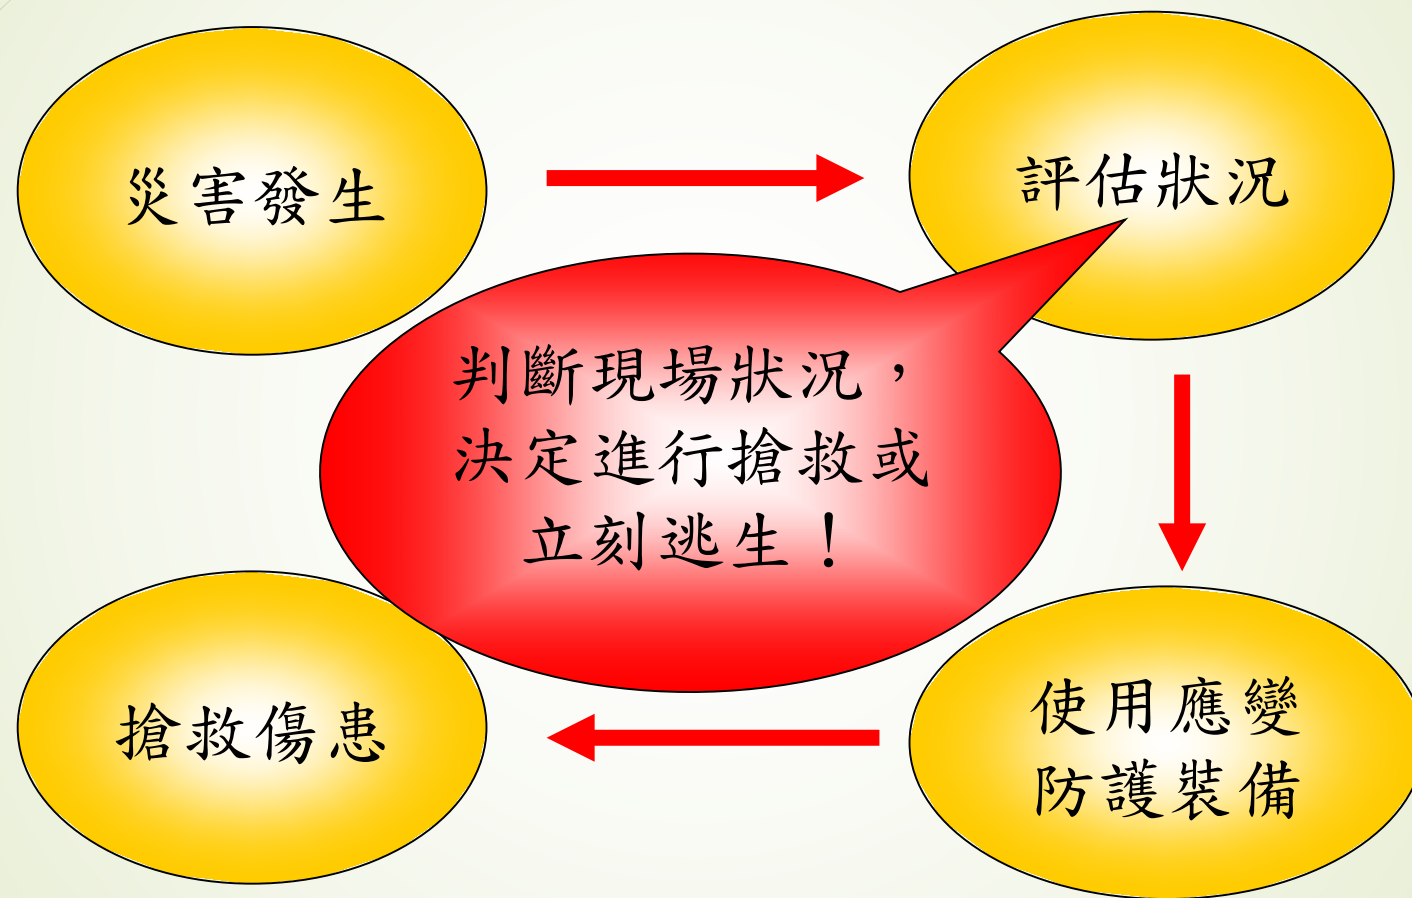 災害發生
評估狀況
判斷現場狀況，
決定進行搶救或
立刻逃生！
搶救傷患
使用應變
防護裝備